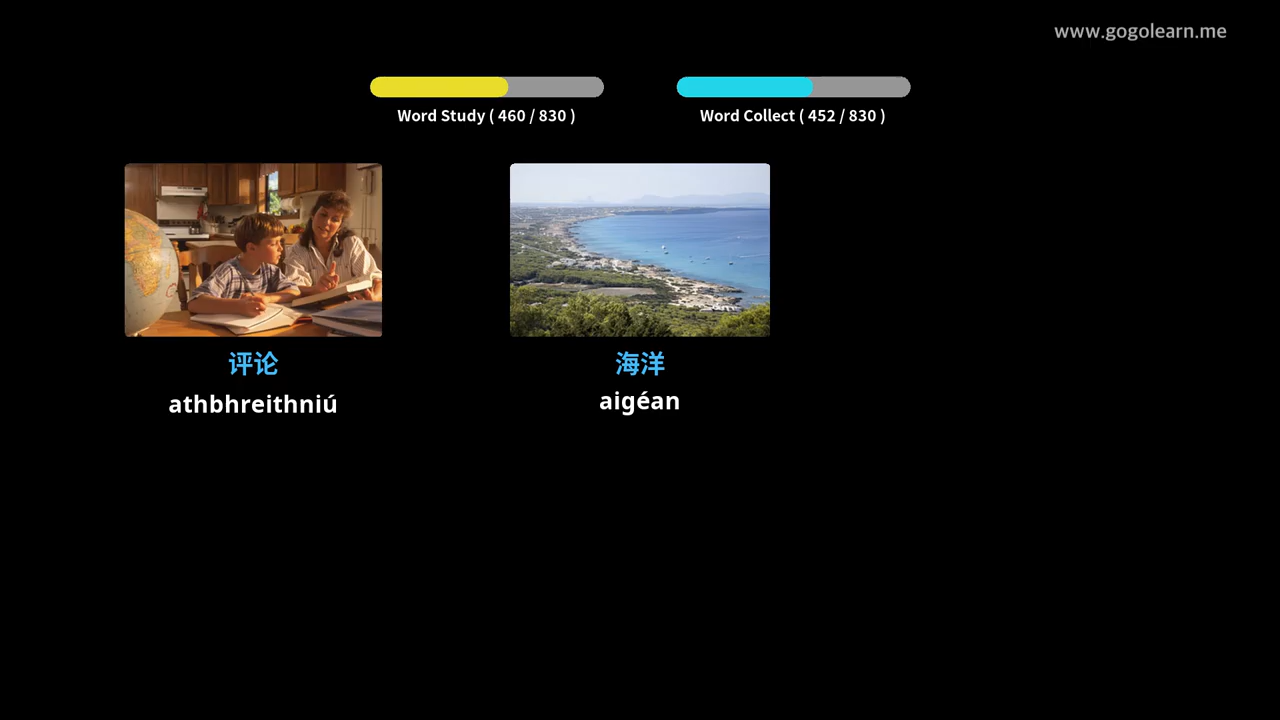 www.gogolearn.me
Word Study ( 460 / 830 )
Word Collect ( 452 / 830 )
评论
athbhreithniú
海洋
aigéan